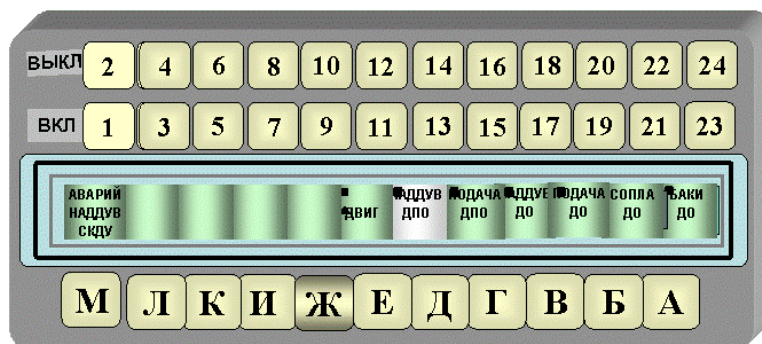 ВЫКЛ 2 4 6 8 10 12 14 16 18 20 22 24
ВКЛ 1 3 5 7 9 11 13 15 17 19 21 23
АВАРИЙ НАДДУВ СКДУ
ДВИГ
АДДУВ ДПО
ПОДАЧА ДПО
АДДУВ ДО
ПОДАЧА ДО
СОПЛА ДО
БАКИ ДО
М Л К И Ж Е Д Г В Б А